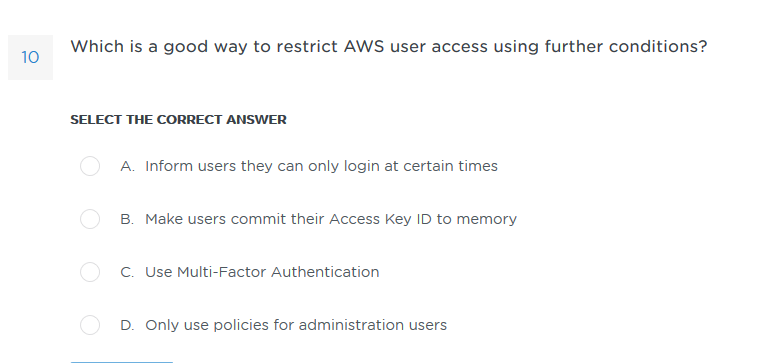 10
Which is a good way to restrict AWS user access using further conditions?
SELECT THE CORRECT ANSWER
A. Inform users they can only login at certain times
B. Make users commit their Access Key ID to memory
C. Use Multi-Factor Authentication
D. Only use policies for administration users